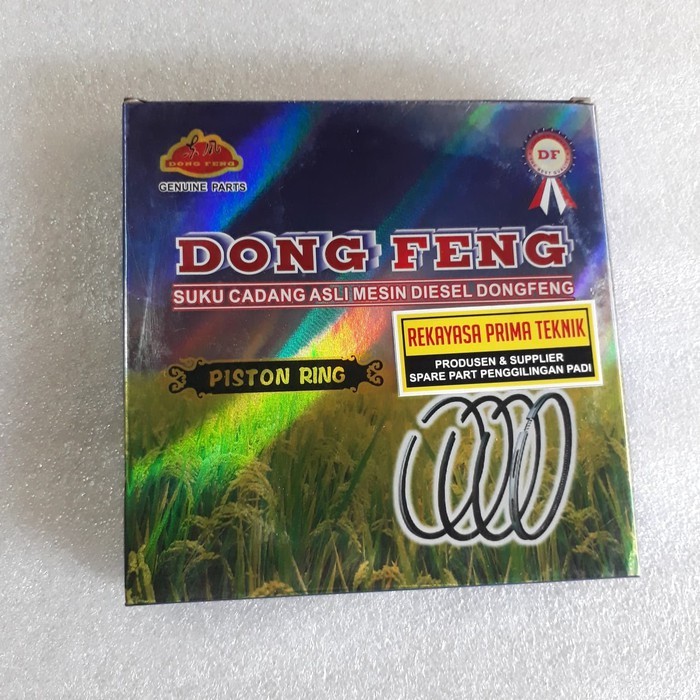 DONG FENG
GENUINE PARTS
DF
DONG FENG
SUKU CADANG ASLI MESIN DIESEL DONGFENG
REKAYASA PRIMA TEKNIK
PRODUSEN & SUPPLIER
SPARE PART PENGGILINGAN PADI
PISTON RING